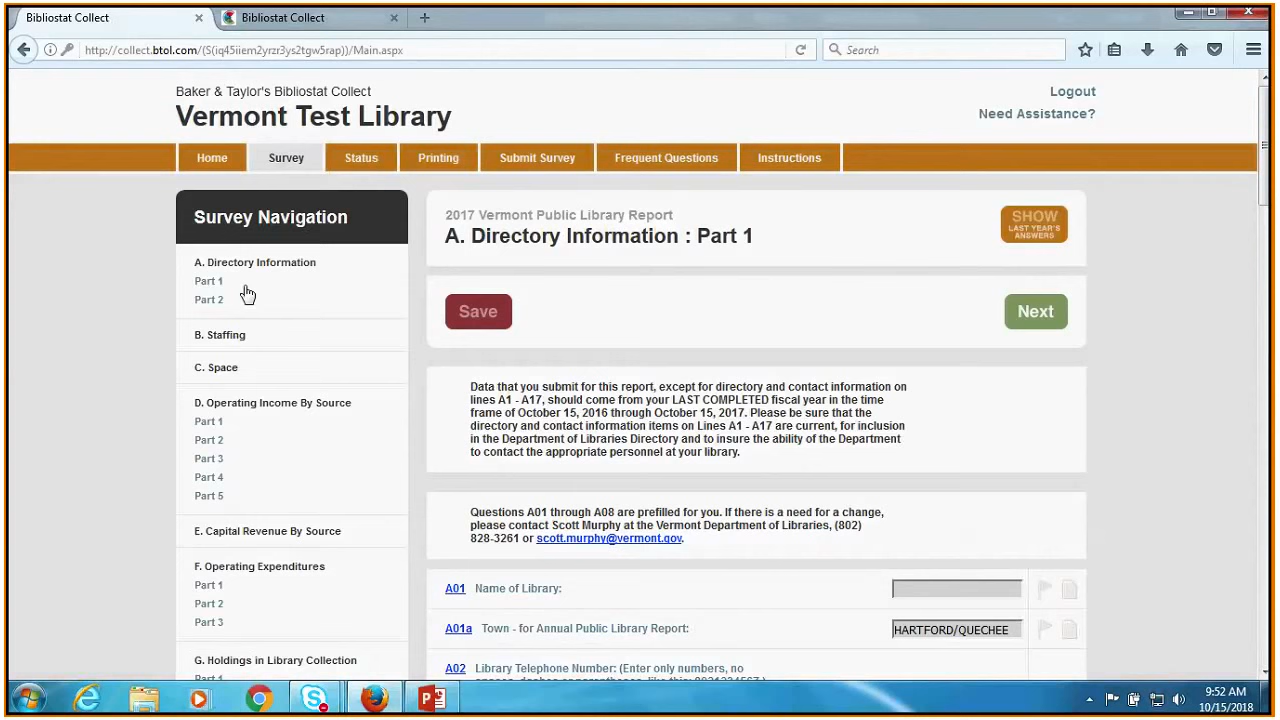 Bibliostat Collect
Bibliostat Collect
http://collect.btol.com/(S(iq45iiem2yrzr3ys2tgw5rap))/Main.aspx
Search
Baker & Taylor's Bibliostat Collect
Logout
Vermont Test Library
Need Assistance?
Home
Survey
Status
Printing
Submit Survey
Frequent Questions
Instructions
Survey Navigation
A. Directory Information
Part 1
Part 2
B. Staffing
C. Space
D. Operating Income By Source
Part 1
Part 2
Part 3
Part 4
Part 5
E. Capital Revenue By Source
F. Operating Expenditures
Part 1
Part 2
Part 3
G. Holdings in Library Collection
Part 1
2017 Vermont Public Library Report
A. Directory Information : Part 1
SHOW
LAST YEAR'S
ANSWERS
Save
Next
Data that you submit for this report, except for directory and contact information on
lines A1 - A17, should come from your LAST COMPLETED fiscal year in the time
frame of October 15, 2016 through October 15, 2017. Please be sure that the
directory and contact information items on Lines A1 - A17 are current, for inclusion
in the Department of Libraries Directory and to insure the ability of the Department
to contact the appropriate personnel at your library.
Questions A01 through A08 are prefilled for you. If there is a need for a change,
please contact Scott Murphy at the Vermont Department of Libraries, (802)
828-3261 or scott.murphy@vermont.gov.
A01 Name of Library:
A01a Town - for Annual Public Library Report:
HARTFORD/QUECHEE
A02 Library Telephone Number: (Enter only numbers, no
spaces, dashes or parentheses, like this: 8021234567.)
9:52 AM
10/15/2018